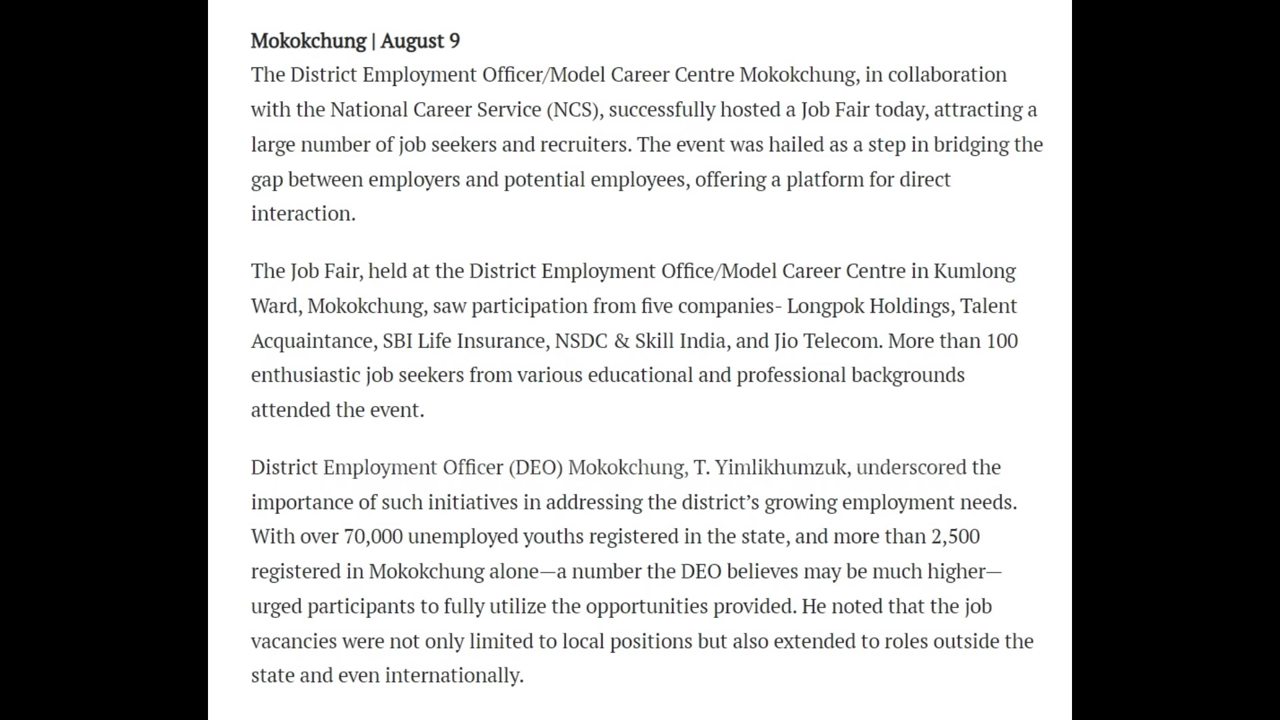 Mokokchung | August 9
The District Employment Officer/Model Career Centre Mokokchung, in collaboration
with the National Career Service (NCS), successfully hosted a Job Fair today, attracting a
large number of job seekers and recruiters. The event was hailed as a step in bridging the
gap between employers and potential employees, offering a platform for direct
interaction.
The Job Fair, held at the District Employment Office/Model Career Centre in Kumlong
Ward, Mokokchung, saw participation from five companies- Longpok Holdings, Talent
Acquaintance, SBI Life Insurance, NSDC & Skill India, and Jio Telecom. More than 100
enthusiastic job seekers from various educational and professional backgrounds
attended the event.
District Employment Officer (DEO) Mokokchung, T. Yimlikhumzuk, underscored the
importance of such initiatives in addressing the district’s growing employment needs.
With over 70,000 unemployed youths registered in the state, and more than 2,500
registered in Mokokchung alone—a number the DEO believes may be much higher—
urged participants to fully utilize the opportunities provided. He noted that the job
vacancies were not only limited to local positions but also extended to roles outside the
state and even internationally.